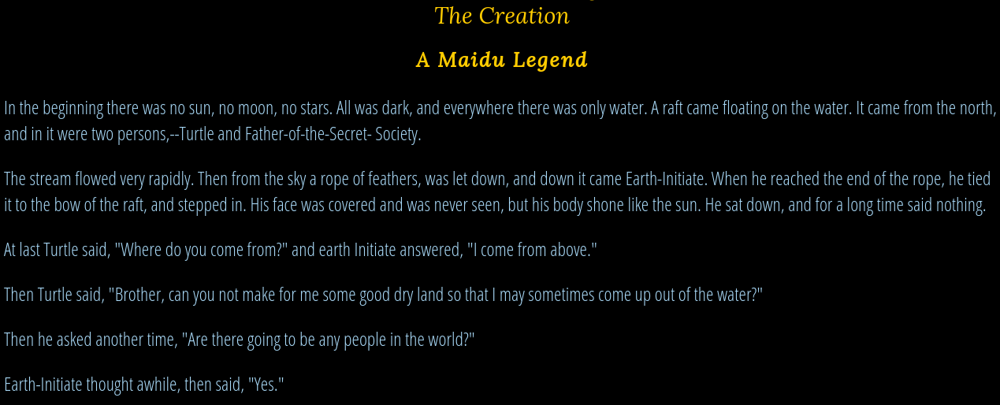 The Creation
A Maidu Legend
In the beginning there was no sun, no moon, no stars. All was dark, and everywhere there was only water. A raft came floating on the water. It came from the north,
and in it were two persons,--Turtle and Father-of-the-Secret- Society.
The stream flowed very rapidly. Then from the sky a rope of feathers, was let down, and down it came Earth-Initiate. When he reached the end of the rope, he tied
it to the bow of the raft, and stepped in. His face was covered and was never seen, but his body shone like the sun. He sat down, and for a long time said nothing.
At last Turtle said, "Where do you come from?" and earth Initiate answered, "I come from above."
Then Turtle said, "Brother, can you not make for me some good dry land so that I may sometimes come up out of the water?"
Then he asked another time, "Are there going to be any people in the world?"
Earth-Initiate thought awhile, then said, "Yes."